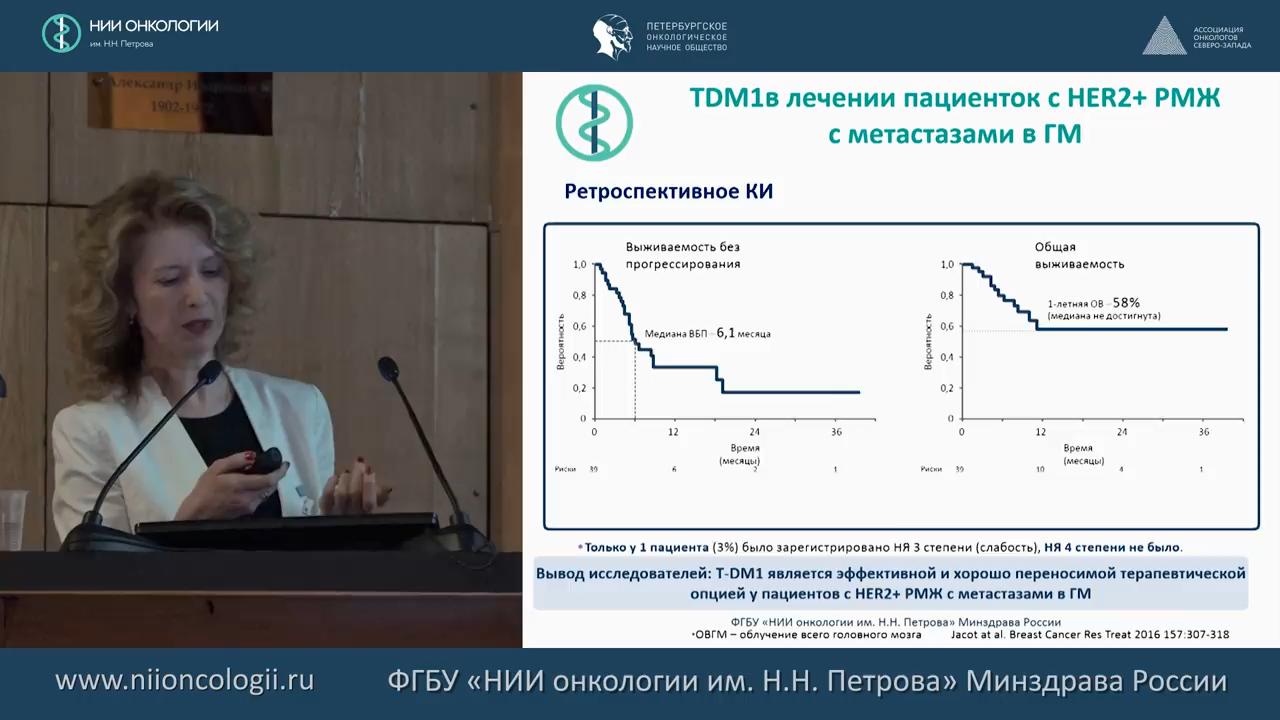 НИИ ОНКОЛОГИИ
им. Н.Н. Петрова
ПЕТЕРБУРГСКОЕ
ОНКОЛОГИЧЕСКОЕ
НАУЧНОЕ ОБЩЕСТВО
АССОЦИАЦИЯ
ОНКОЛОГОВ
СЕВЕРО-ЗАПАДА
Александр
1902-19
TDM1в лечении пациенток с HER2+ РМЖ
с метастазами в ГМ
Ретроспективное КИ
Выживаемость без
прогрессирования
1,0
0,8
0,6
0,4
0,2
0
Вероятность
Медиана ВБП – 6,1 месяца
0 12 24 36
Время
(месяцы)
Риски 39 6 2 1
Общая
выживаемость
1,0
0,8
0,6
0,4
0,2
0
Вероятность
1-летняя ОВ – 58%
(медиана не достигнута)
0 12 24 36
Время
(месяцы)
Риски 39 10 4 1
•Только у 1 пациента (3%) было зарегистрировано НЯ 3 степени (слабость), НЯ 4 степени не было.
Вывод исследователей: T-DM1 является эффективной и хорошо переносимой терапевтической
опцией у пациентов с HER2+ РМЖ с метастазами в ГМ
ФГБУ «НИИ онкологии им. Н.Н. Петрова» Минздрава России
•ОВГМ – облучение всего головного мозга Jacot at al. Breast Cancer Res Treat 2016 157:307-318
www.niioncologii.ru ФГБУ «НИИ онкологии им. Н.Н. Петрова» Минздрава России